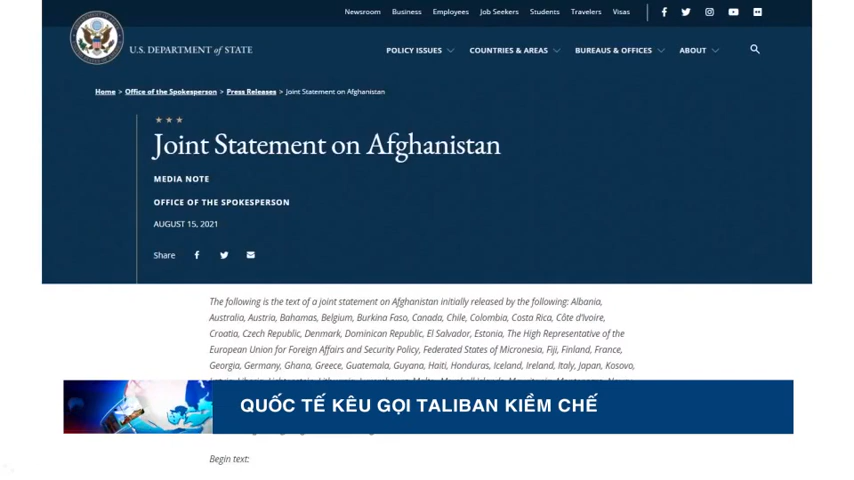 Newsroom Business Employees Job Seekers Students Travelers Visas
U.S. DEPARTMENT of STATE
POLICY ISSUES COUNTRIES & AREAS BUREAUS & OFFICES ABOUT
Home > Office of the Spokesperson > Press Releases > Joint Statement on Afghanistan
Joint Statement on Afghanistan
MEDIA NOTE
OFFICE OF THE SPOKESPERSON
AUGUST 15, 2021
Share
The following is the text of a joint statement on Afghanistan initially released by the following: Albania,
Australia, Austria, Bahamas, Belgium, Burkina Faso, Canada, Chile, Colombia, Costa Rica, Côte d'Ivoire,
Croatia, Czech Republic, Denmark, Dominican Republic, El Salvador, Estonia, The High Representative of the
European Union for Foreign Affairs and Security Policy, Federated States of Micronesia, Fiji, Finland, France,
Georgia, Germany, Ghana, Greece, Guatemala, Guyana, Haiti, Honduras, Iceland, Ireland, Italy, Japan, Kosovo,
QUỐC TẾ KÊU GỌI TALIBAN KIỀM CHẾ
Begin text: